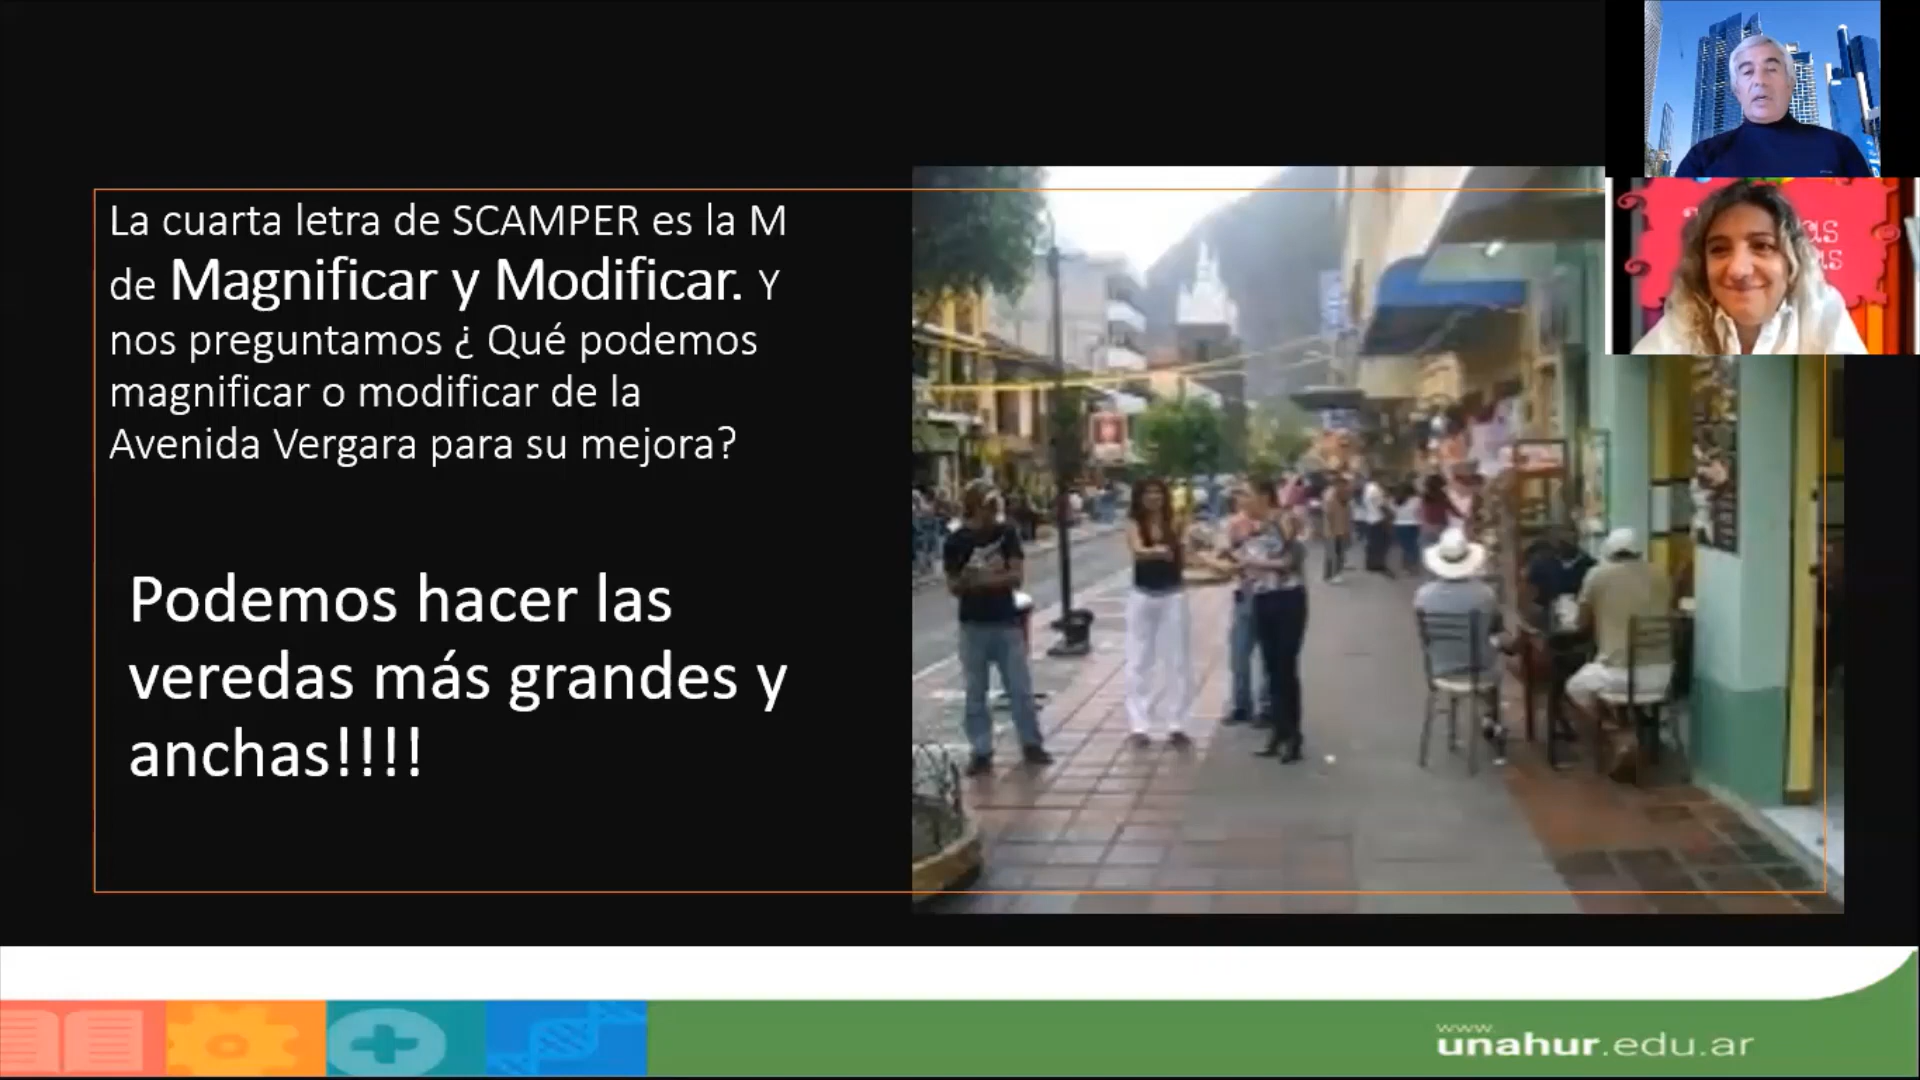 La cuarta letra de SCAMPER es la M
de Magnificar y Modificar. Y
nos preguntamos ¿ Qué podemos
magnificar o modificar de la
Avenida Vergara para su mejora?
Podemos hacer las
veredas más grandes y
anchas!!!!
www
unahur.edu.ar